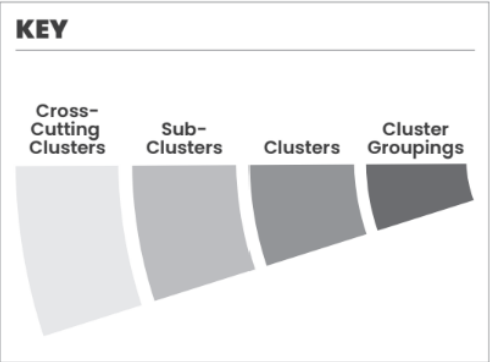 KEY
Cross-
Cutting
Clusters
Sub-
Clusters
Clusters
Cluster
Groupings